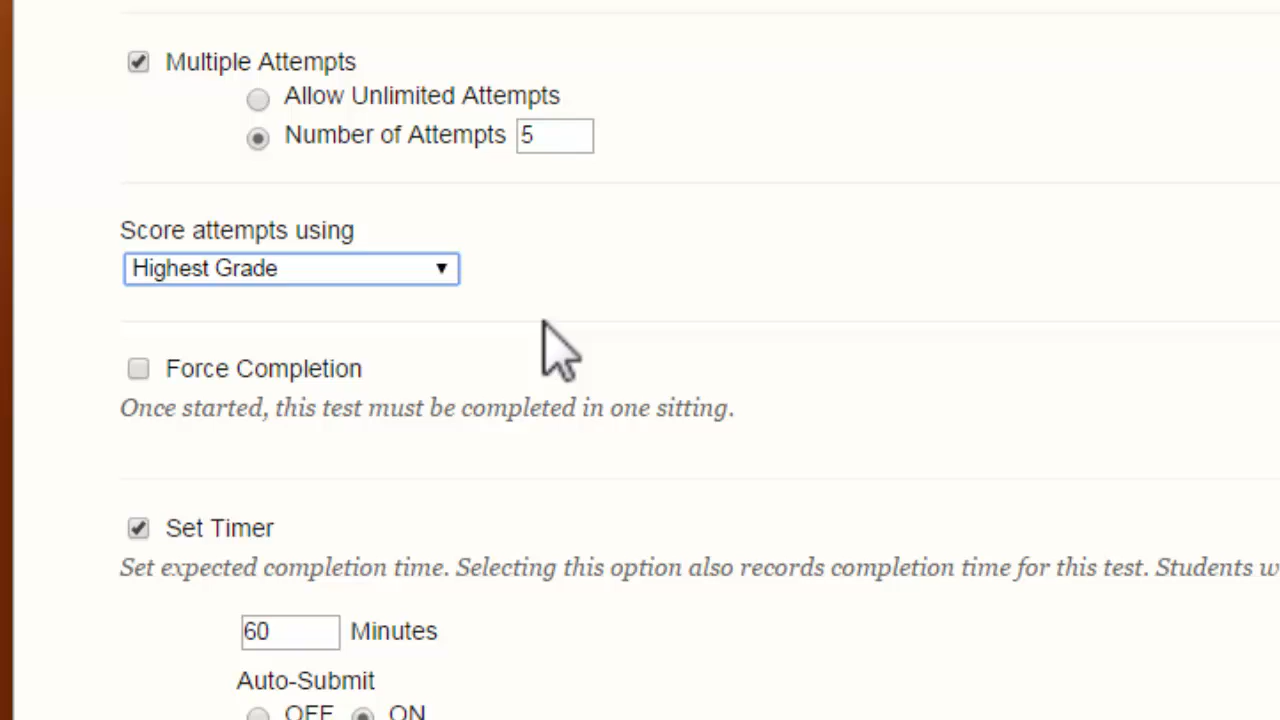 Multiple Attempts
Allow Unlimited Attempts
Number of Attempts 5
Score attempts using
Highest Grade
Force Completion
Once started, this test must be completed in one sitting.
Set Timer
Set expected completion time. Selecting this option also records completion time for this test. Students
60 Minutes
Auto-Submit
OFF ON